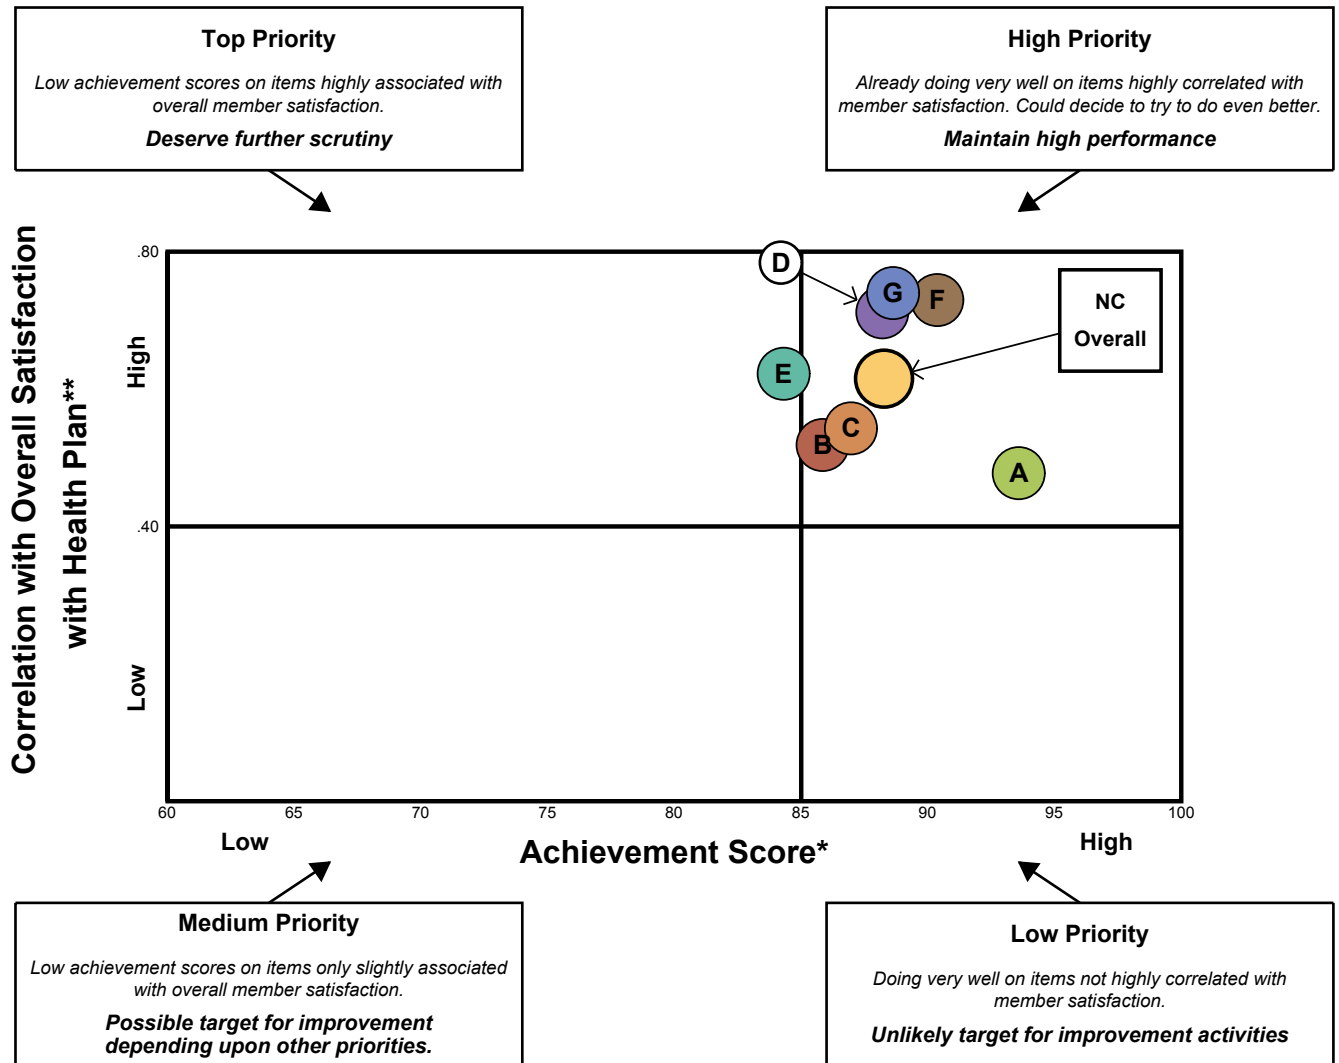 Top Priority
Low achievement scores on items highly associated with
overall member satisfaction.
Deserve further scrutiny
High Priority
Already doing very well on items highly correlated with
member satisfaction. Could decide to try to do even better.
Maintain high performance
Correlation with Overall Satisfaction
with Health Plan**
High
Low
.80
.40
D
G
F
E
B
C
A
NC
Overall
60
65
70
75
80
85
90
95
100
Low
Achievement Score*
High
Medium Priority
Low achievement scores on items only slightly associated
with overall member satisfaction.
Possible target for improvement
depending upon other priorities.
Low Priority
Doing very well on items not highly correlated with
member satisfaction.
Unlikely target for improvement activities